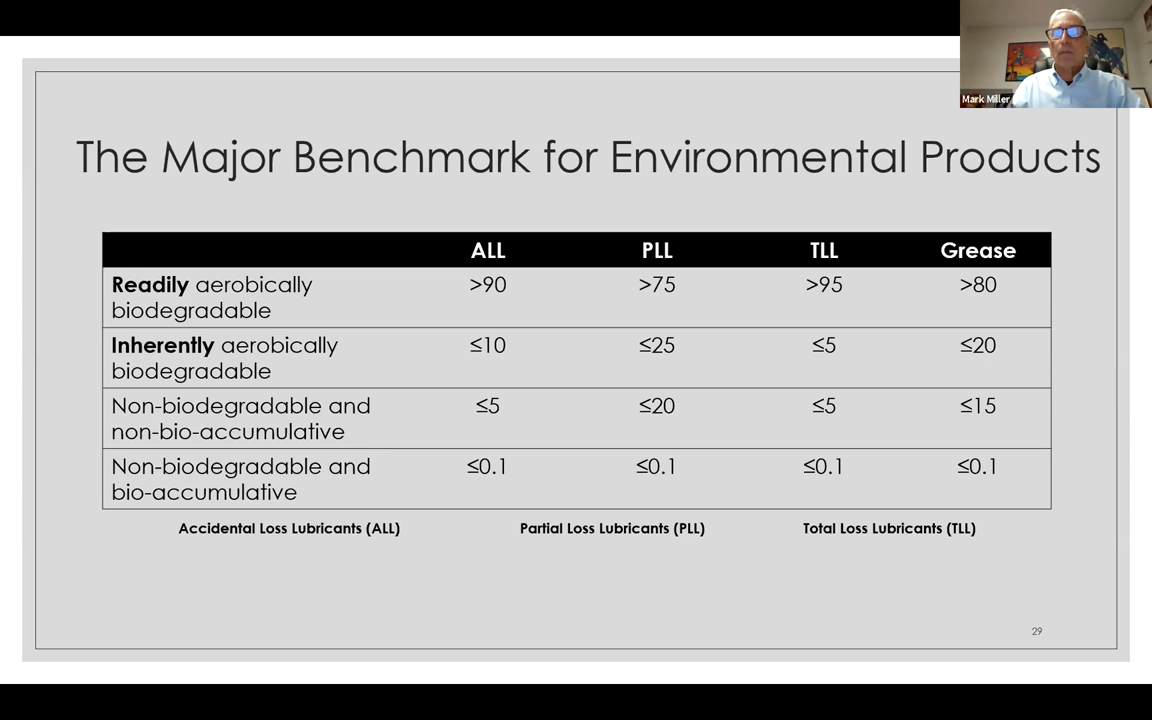 Mark Miller
The Major Benchmark for Environmental Products
ALL PLL TLL Grease
Readily aerobically >90 >75 >95 >80
biodegradable
Inherently aerobically ≤10 ≤25 ≤5 ≤20
biodegradable
Non-biodegradable and ≤5 ≤20 ≤5 ≤15
non-bio-accumulative
Non-biodegradable and ≤0.1 ≤0.1 ≤0.1 ≤0.1
bio-accumulative
Accidental Loss Lubricants (ALL) Partial Loss Lubricants (PLL) Total Loss Lubricants (TLL)
29